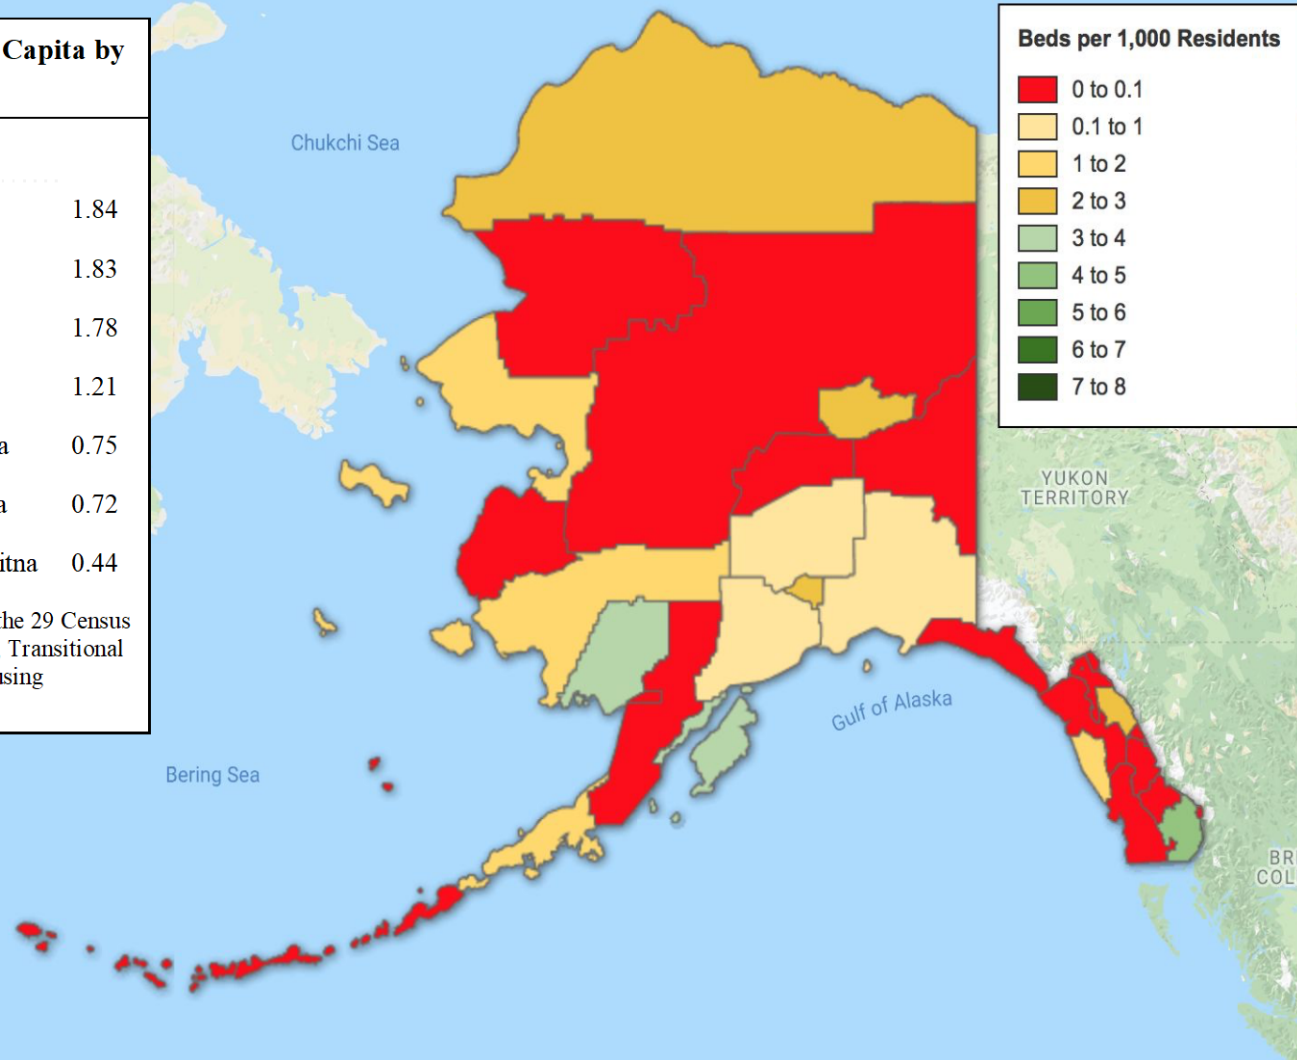 Capita by
1.84
1.83
1.78
1.21
a 0.75
a 0.72
itna 0.44
the 29 Census
Transitional
using
Chukchi Sea
Bering Sea
Gulf of Alaska
YUKON
TERRITORY
BRI
COL
Beds per 1,000 Residents
0 to 0.1
0.1 to 1
1 to 2
2 to 3
3 to 4
4 to 5
5 to 6
6 to 7
7 to 8